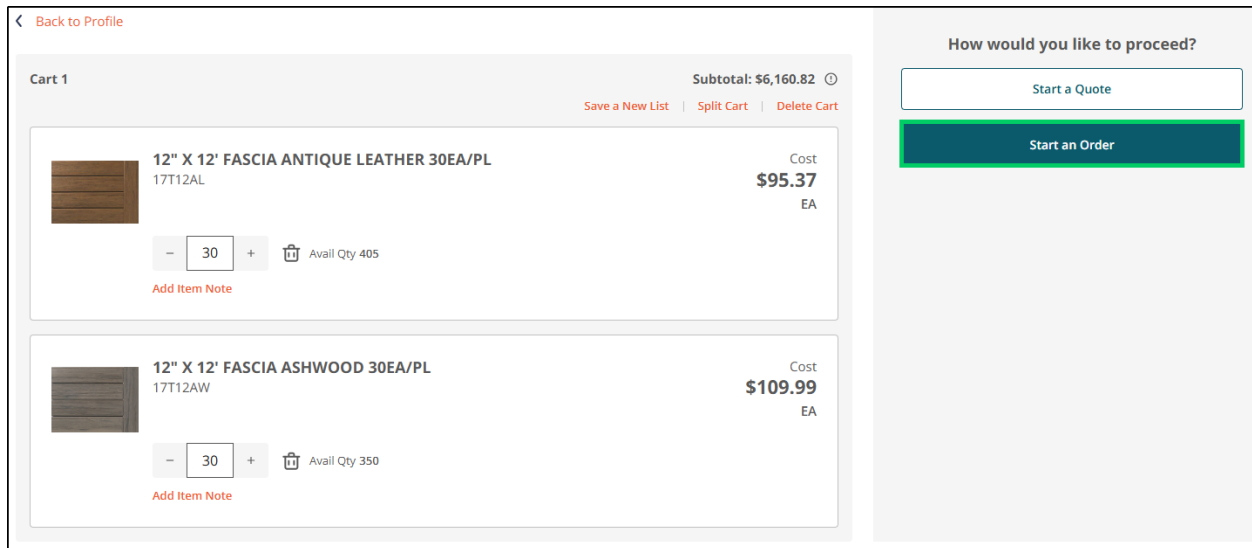 Back to Profile
Cart 1
Subtotal: $6,160.82
Save a New List | Split Cart | Delete Cart
12" X 12' FASCIA ANTIQUE LEATHER 30EA/PL
17T12AL
Cost
$95.37
EA
− 30 +
Avail Qty 405
Add Item Note
12" X 12' FASCIA ASHWOOD 30EA/PL
17T12AW
Cost
$109.99
EA
− 30 +
Avail Qty 350
Add Item Note
How would you like to proceed?
Start a Quote
Start an Order